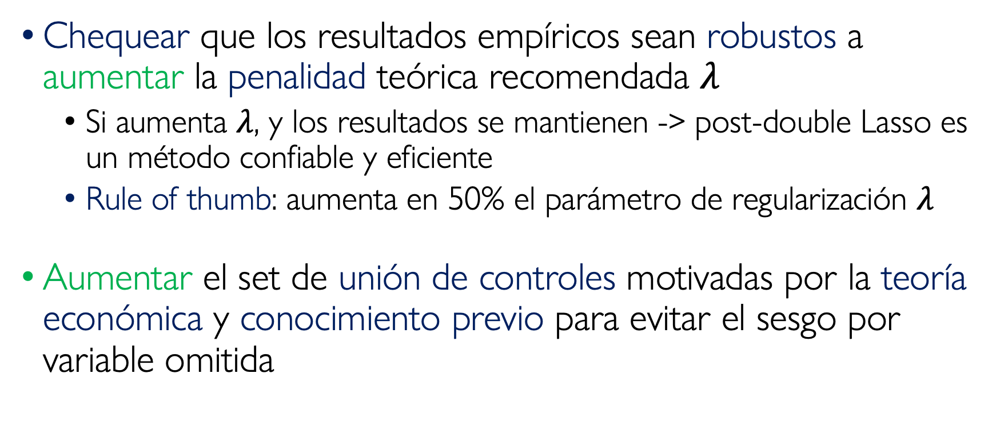 • Chequear que los resultados empíricos sean robustos a
aumentar la penalidad teórica recomendada λ
• Si aumenta λ, y los resultados se mantienen -> post-double Lasso es
un método confiable y eficiente
• Rule of thumb: aumenta en 50% el parámetro de regularización λ
• Aumentar el set de unión de controles motivadas por la teoría
económica y conocimiento previo para evitar el sesgo por
variable omitida